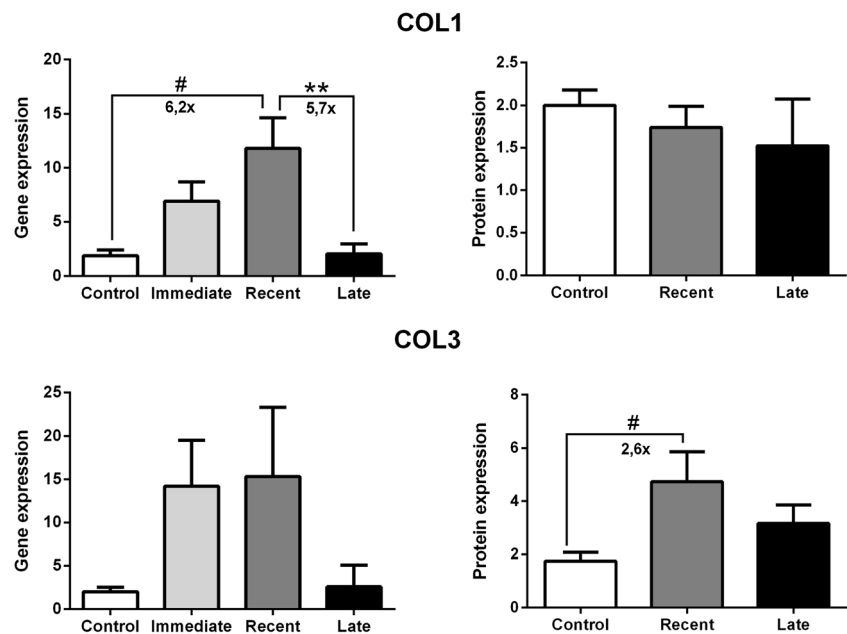 COL1
Gene expression
20
15
10
5
0
#
6,2x
**
5,7x
Control Immediate Recent Late
Protein expression
2.5
2.0
1.5
1.0
0.5
0.0
Control Recent Late
COL3
Gene expression
25
20
15
10
5
0
Control Immediate Recent Late
Protein expression
8
6
4
2
0
#
2,6x
Control Recent Late